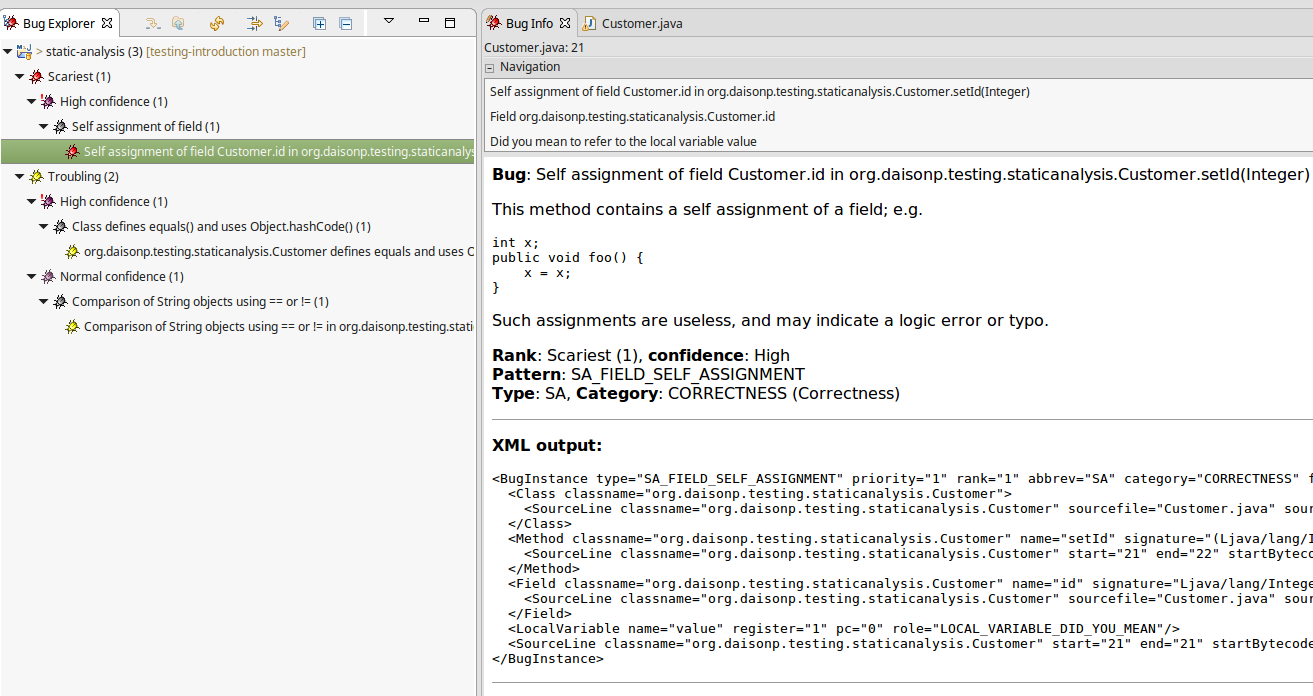 Bug Explorer
> static-analysis (3) [testing-introduction master]
Scariest (1)
High confidence (1)
Self assignment of field (1)
Self assignment of field Customer.id in org.daisonp.testing.staticanalys
Troubling (2)
High confidence (1)
Class defines equals() and uses Object.hashCode() (1)
org.daisonp.testing.staticanalysis.Customer defines equals and uses O
Normal confidence (1)
Comparison of String objects using == or != (1)
Comparison of String objects using == or != in org.daisonp.testing.stati
Bug Info
Customer.java
Customer.java: 21
Navigation
Self assignment of field Customer.id in org.daisonp.testing.staticanalysis.Customer.setId(Integer)
Field org.daisonp.testing.staticanalysis.Customer.id
Did you mean to refer to the local variable value
Bug: Self assignment of field Customer.id in org.daisonp.testing.staticanalysis.Customer.setId(Integer)
This method contains a self assignment of a field; e.g.
int x;
public void foo() {
    x = x;
}
Such assignments are useless, and may indicate a logic error or typo.
Rank: Scariest (1), confidence: High
Pattern: SA_FIELD_SELF_ASSIGNMENT
Type: SA, Category: CORRECTNESS (Correctness)
XML output:
<BugInstance type="SA_FIELD_SELF_ASSIGNMENT" priority="1" rank="1" abbrev="SA" category="CORRECTNESS" f
  <Class classname="org.daisonp.testing.staticanalysis.Customer">
    <SourceLine classname="org.daisonp.testing.staticanalysis.Customer" sourcefile="Customer.java" sour
  </Class>
  <Method classname="org.daisonp.testing.staticanalysis.Customer" name="setId" signature="(Ljava/lang/I
    <SourceLine classname="org.daisonp.testing.staticanalysis.Customer" start="21" end="22" startByteco
  </Method>
  <Field classname="org.daisonp.testing.staticanalysis.Customer" name="id" signature="Ljava/lang/Intege
    <SourceLine classname="org.daisonp.testing.staticanalysis.Customer" sourcefile="Customer.java" sour
  </Field>
  <LocalVariable name="value" register="1" pc="0" role="LOCAL_VARIABLE_DID_YOU_MEAN"/>
  <SourceLine classname="org.daisonp.testing.staticanalysis.Customer" start="21" end="21" startBytecode
</BugInstance>